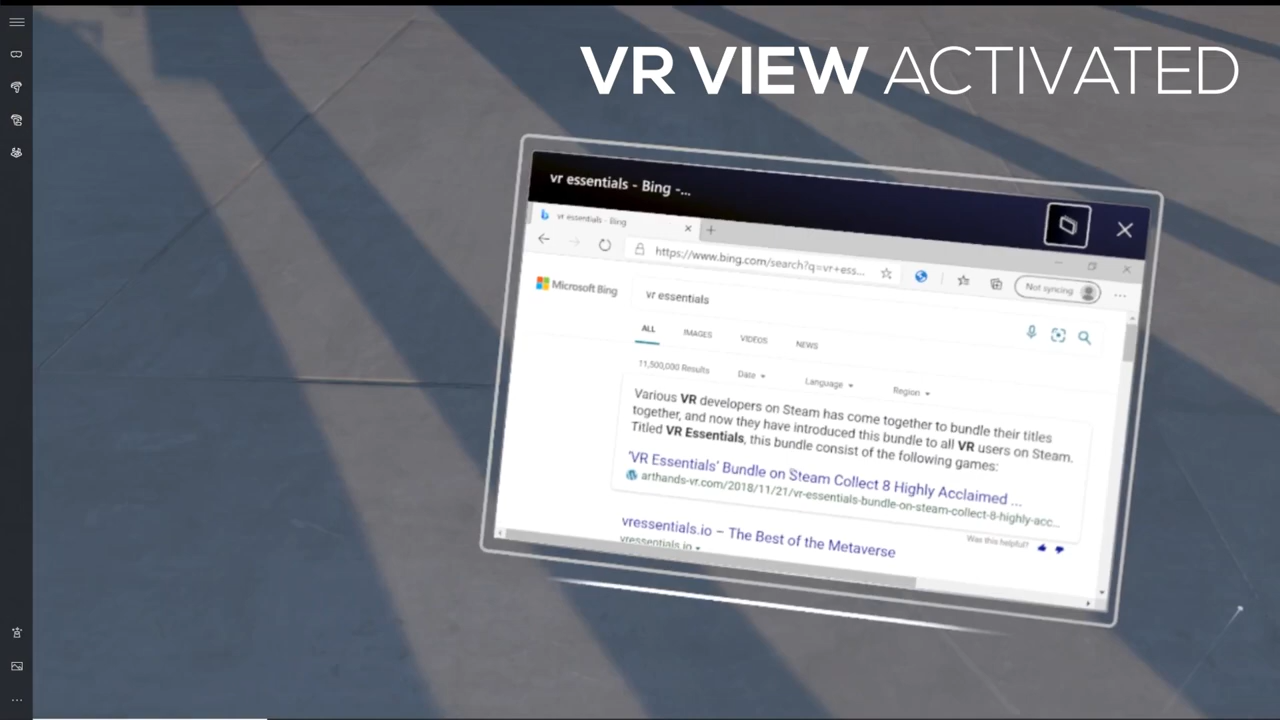 VR VIEW ACTIVATED
vr essentials - Bing -...
vr essentials - Bing
https://www.bing.com/search?q=vr+ess...
Not syncing
Microsoft Bing
vr essentials
ALL IMAGES VIDEOS NEWS
11,500,000 Results Date Language Region
Various VR developers on Steam has come together to bundle their titles
together, and now they have introduced this bundle to all VR users on Steam.
Titled VR Essentials, this bundle consist of the following games:
'VR Essentials' Bundle on Steam Collect 8 Highly Acclaimed ...
arthands-vr.com/2018/11/21/vr-essentials-bundle-on-steam-collect-8-highly-acc...
Was this helpful?
vressentials.io – The Best of the Metaverse
vressentials.io